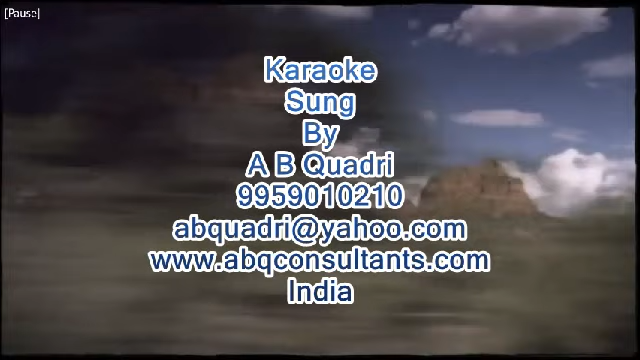 [Pause]
Karaoke
Sung
By
A B Quadri
9959010210
abquadri@yahoo.com
www.abqconsultants.com
India